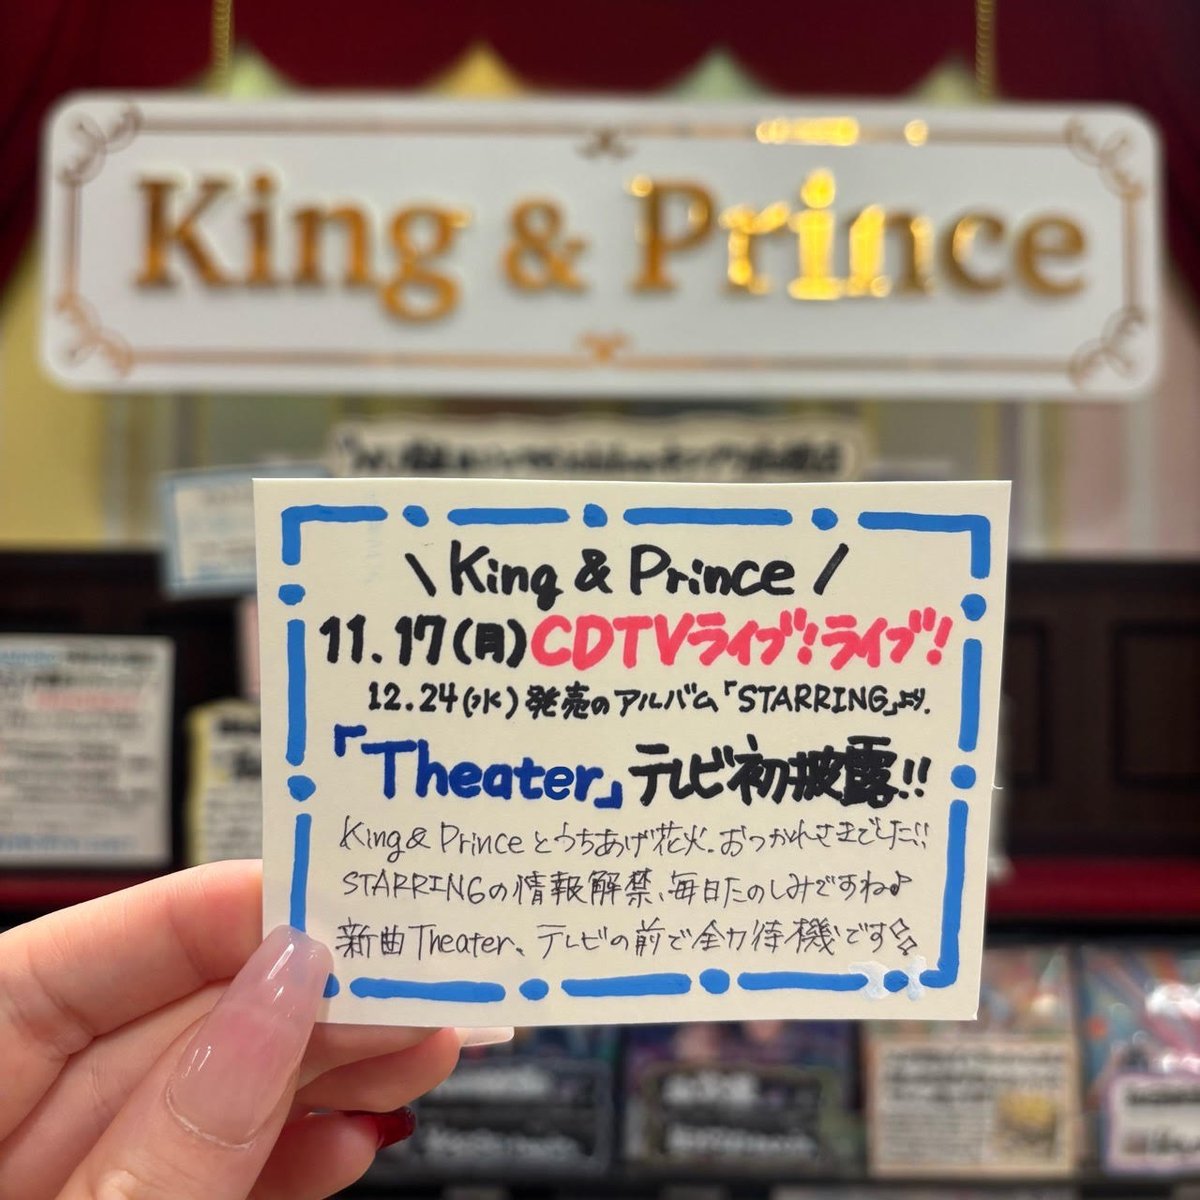 King & Prince
\ King & Prince /
11.17(月)CDTVライブ!ライブ!
12.24(水)発売のアルバム「STARRING」より、
「Theater」テレビ初披露!!
King & Princeとうちあげ花火、おつかれさまでした!!
STARRINGの情報解禁、毎日たのしみですね♪
新曲Theater、テレビの前で全力待機です